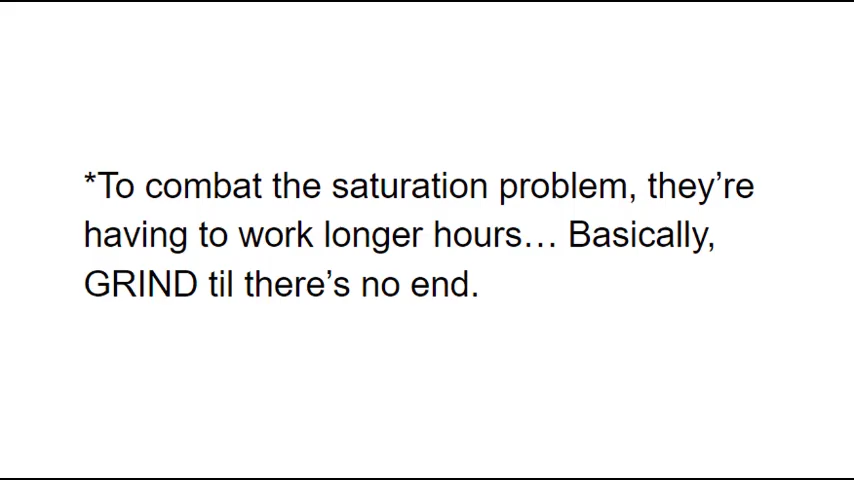 *To combat the saturation problem, they’re
having to work longer hours… Basically,
GRIND til there’s no end.